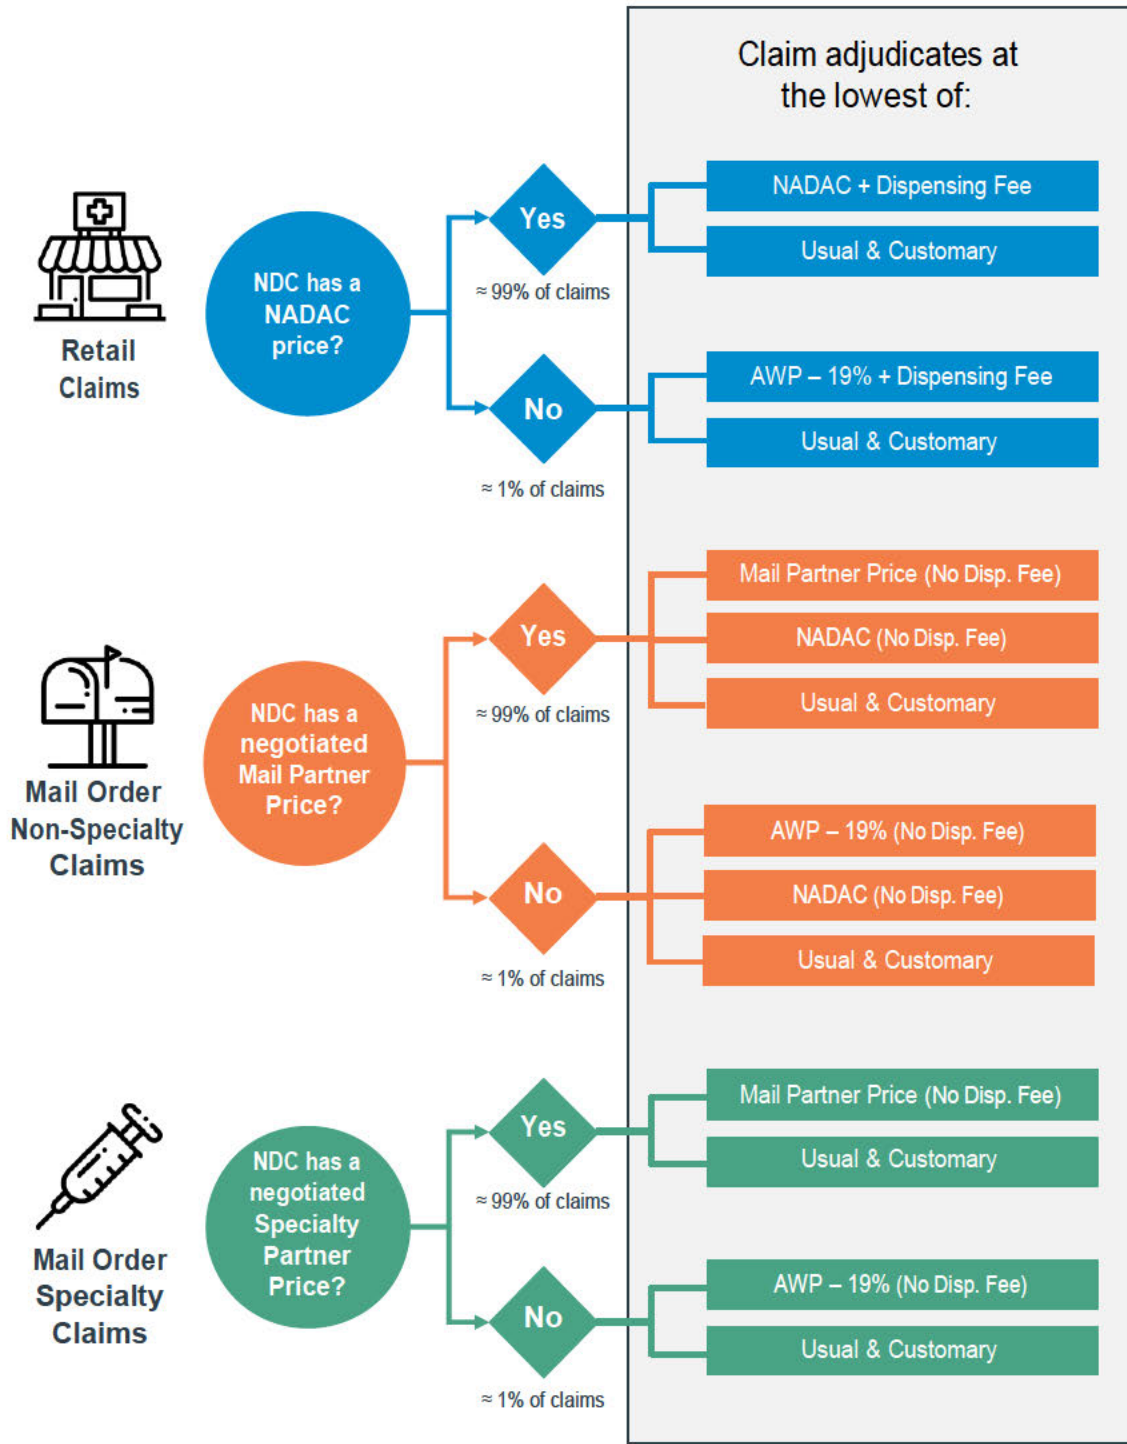 Claim adjudicates at
the lowest of:
Retail
Claims
NDC has a
NADAC
price?
Yes
≈ 99% of claims
NADAC + Dispensing Fee
Usual & Customary
No
≈ 1% of claims
AWP – 19% + Dispensing Fee
Usual & Customary
Mail Order
Non-Specialty
Claims
NDC has a
negotiated
Mail Partner
Price?
Yes
≈ 99% of claims
Mail Partner Price (No Disp. Fee)
NADAC (No Disp. Fee)
Usual & Customary
No
≈ 1% of claims
AWP – 19% (No Disp. Fee)
NADAC (No Disp. Fee)
Usual & Customary
Mail Order
Specialty
Claims
NDC has a
negotiated
Specialty
Partner
Price?
Yes
≈ 99% of claims
Mail Partner Price (No Disp. Fee)
Usual & Customary
No
≈ 1% of claims
AWP – 19% (No Disp. Fee)
Usual & Customary